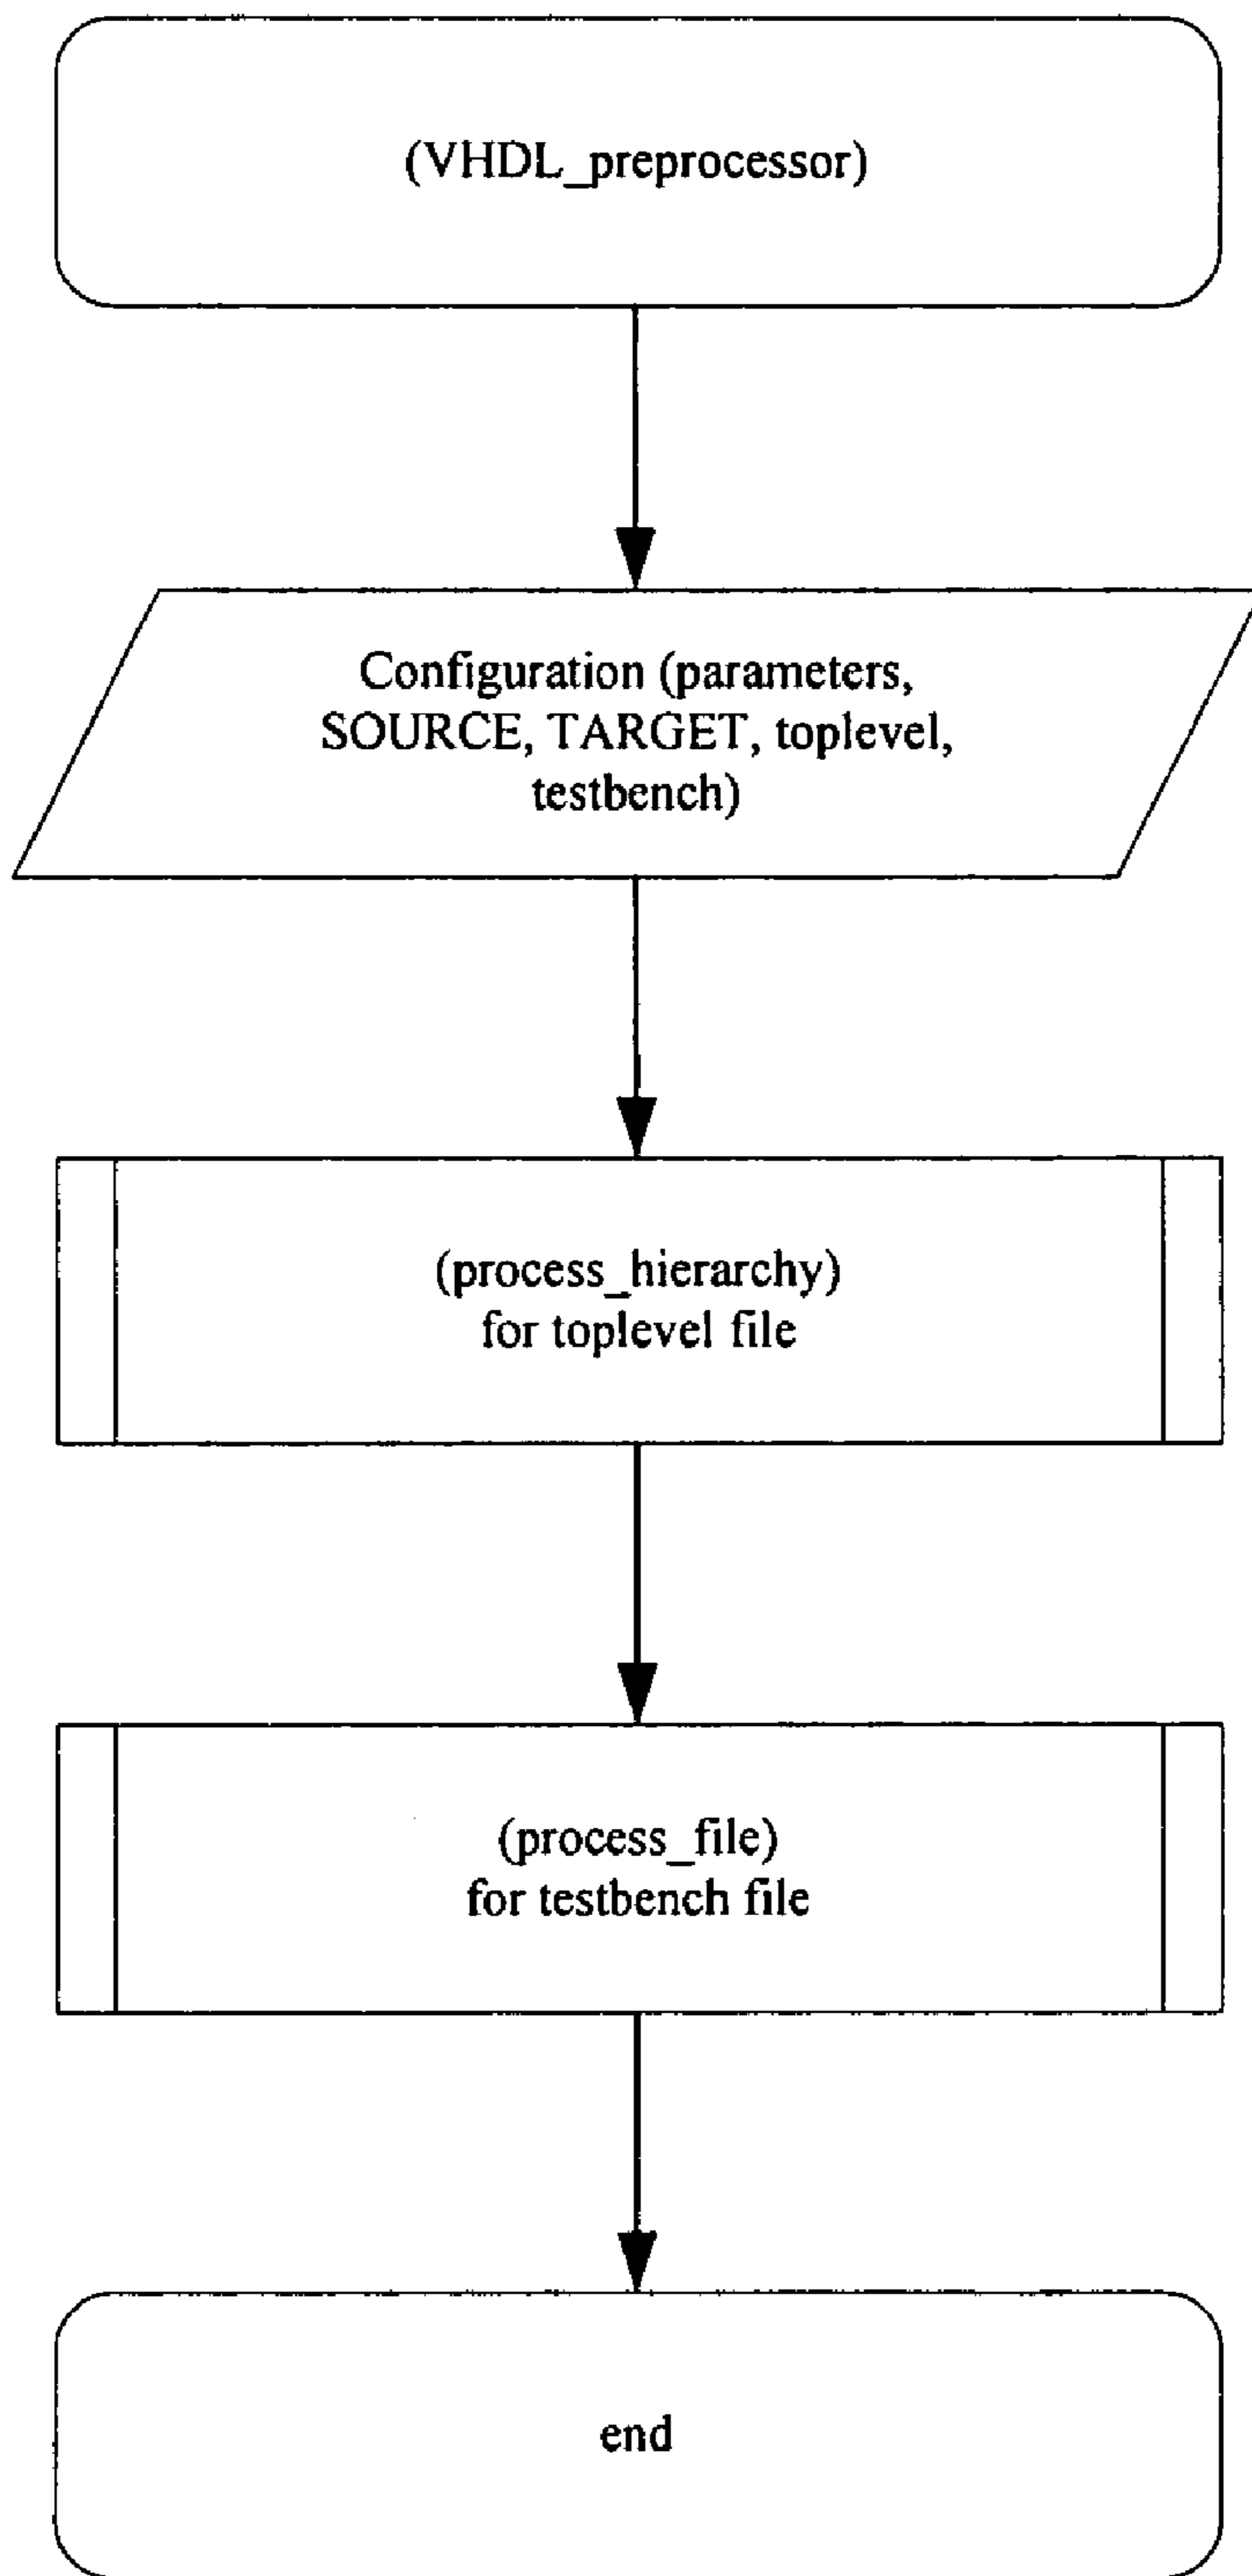 (VHDL_preprocessor)
Configuration (parameters,
SOURCE, TARGET, toplevel,
testbench)
(process_hierarchy)
for toplevel file
(process_file)
for testbench file
end